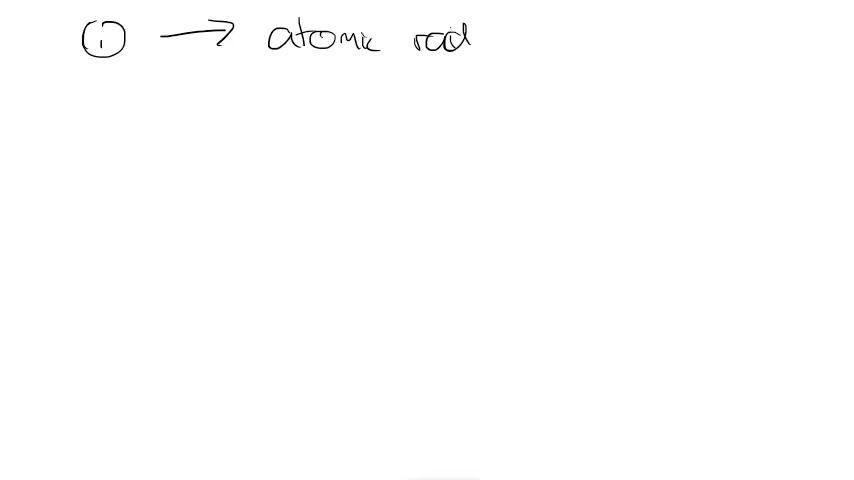 ① → atomic rad